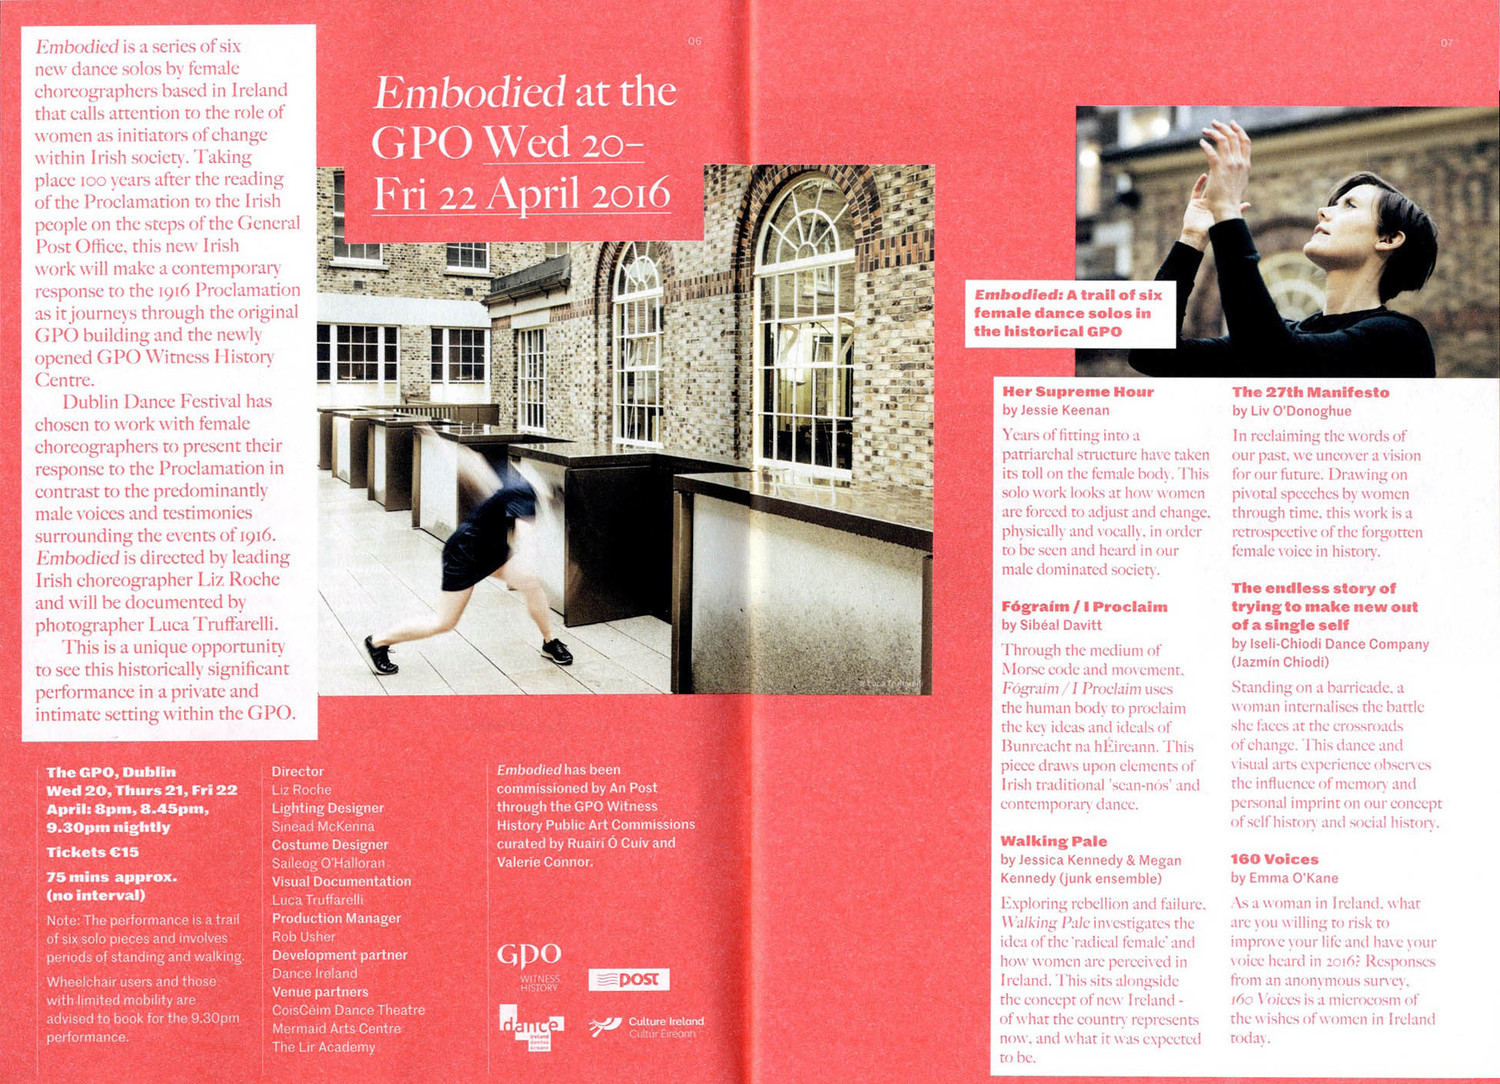 Embodied is a series of six
new dance solos by female
choreographers based in Ireland
that calls attention to the role of
women as initiators of change
within Irish society. Taking
place 100 years after the reading
of the Proclamation to the Irish
people on the steps of the General
Post Office, this new Irish
work will make a contemporary
response to the 1916 Proclamation
as it journeys through the original
GPO building and the newly
opened GPO Witness History
Centre.
Dublin Dance Festival has
chosen to work with female
choreographers to present their
response to the Proclamation in
contrast to the predominantly
male voices and testimonies
surrounding the events of 1916.
Embodied is directed by leading
Irish choreographer Liz Roche
and will be documented by
photographer Luca Truffarelli.
This is a unique opportunity
to see this historically significant
performance in a private and
intimate setting within the GPO.
06
Embodied at the
GPO Wed 20–
Fri 22 April 2016
© Luca Truffarelli
The GPO, Dublin
Wed 20, Thurs 21, Fri 22
April: 8pm, 8.45pm,
9.30pm nightly
Tickets €15
75 mins approx.
(no interval)
Note: The performance is a trail
of six solo pieces and involves
periods of standing and walking.
Wheelchair users and those
with limited mobility are
advised to book for the 9.30pm
performance.
Director
Liz Roche
Lighting Designer
Sinead McKenna
Costume Designer
Saileog O'Halloran
Visual Documentation
Luca Truffarelli
Production Manager
Rob Usher
Development partner
Dance Ireland
Venue partners
CoisCéim Dance Theatre
Mermaid Arts Centre
The Lir Academy
Embodied has been
commissioned by An Post
through the GPO Witness
History Public Art Commissions
curated by Ruairí Ó Cuív and
Valerie Connor.
GPO
WITNESS
HISTORY
post
dance
ireland
damhsa
éireann
Culture Ireland
Cultúr Éireann
07
Embodied: A trail of six
female dance solos in
the historical GPO
Her Supreme Hour
by Jessie Keenan
Years of fitting into a
patriarchal structure have taken
its toll on the female body. This
solo work looks at how women
are forced to adjust and change,
physically and vocally, in order
to be seen and heard in our
male dominated society.
Fógraím / I Proclaim
by Sibéal Davitt
Through the medium of
Morse code and movement,
Fógraím / I Proclaim uses
the human body to proclaim
the key ideas and ideals of
Bunreacht na hÉireann. This
piece draws upon elements of
Irish traditional 'sean-nós' and
contemporary dance.
Walking Pale
by Jessica Kennedy & Megan
Kennedy (junk ensemble)
Exploring rebellion and failure,
Walking Pale investigates the
idea of the 'radical female' and
how women are perceived in
Ireland. This sits alongside
the concept of new Ireland -
of what the country represents
now, and what it was expected
to be.
The 27th Manifesto
by Liv O'Donoghue
In reclaiming the words of
our past, we uncover a vision
for our future. Drawing on
pivotal speeches by women
through time, this work is a
retrospective of the forgotten
female voice in history.
The endless story of
trying to make new out
of a single self
by Iseli-Chiodi Dance Company
(Jazmín Chiodi)
Standing on a barricade, a
woman internalises the battle
she faces at the crossroads
of change. This dance and
visual arts experience observes
the influence of memory and
personal imprint on our concept
of self history and social history.
160 Voices
by Emma O'Kane
As a woman in Ireland, what
are you willing to risk to
improve your life and have your
voice heard in 2016? Responses
from an anonymous survey,
160 Voices is a microcosm of
the wishes of women in Ireland
today.